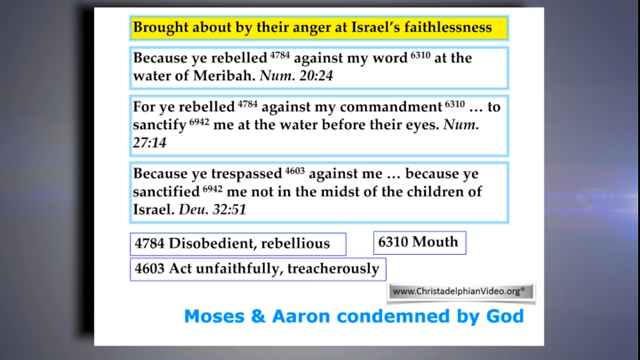 Brought about by their anger at Israel's faithlessness
Because ye rebelled 4784 against my word 6310 at the
water of Meribah. Num. 20:24
For ye rebelled 4784 against my commandment 6310 … to
sanctify 6942 me at the water before their eyes. Num.
27:14
Because ye trespassed 4603 against me … because ye
sanctified 6942 me not in the midst of the children of
Israel. Deu. 32:51
4784 Disobedient, rebellious
6310 Mouth
4603 Act unfaithfully, treacherously
www.ChristadelphianVideo.org®
Moses & Aaron condemned by God